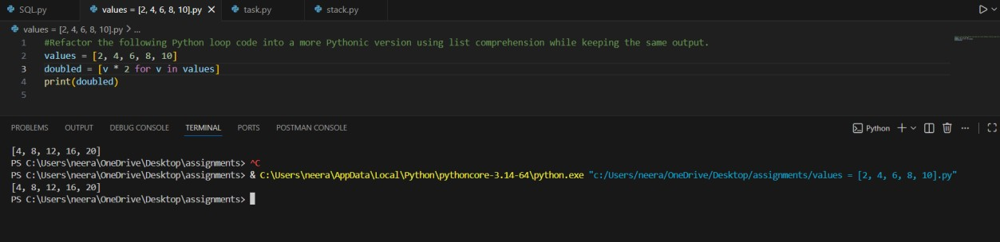 SQL.py values = [2, 4, 6, 8, 10].py task.py stack.py
values = [2, 4, 6, 8, 10].py > ...
1 #Refactor the following Python loop code into a more Pythonic version using list comprehension while keeping the same output.
2 values = [2, 4, 6, 8, 10]
3 doubled = [v * 2 for v in values]
4 print(doubled)
5
PROBLEMS OUTPUT DEBUG CONSOLE TERMINAL PORTS POSTMAN CONSOLE Python
[4, 8, 12, 16, 20]
PS C:\Users\neera\OneDrive\Desktop\assignments> ^C
PS C:\Users\neera\OneDrive\Desktop\assignments> & C:\Users\neera\AppData\Local\Python\pythoncore-3.14-64\python.exe "c:/Users/neera/OneDrive/Desktop/assignments/values = [2, 4, 6, 8, 10].py"
[4, 8, 12, 16, 20]
PS C:\Users\neera\OneDrive\Desktop\assignments>